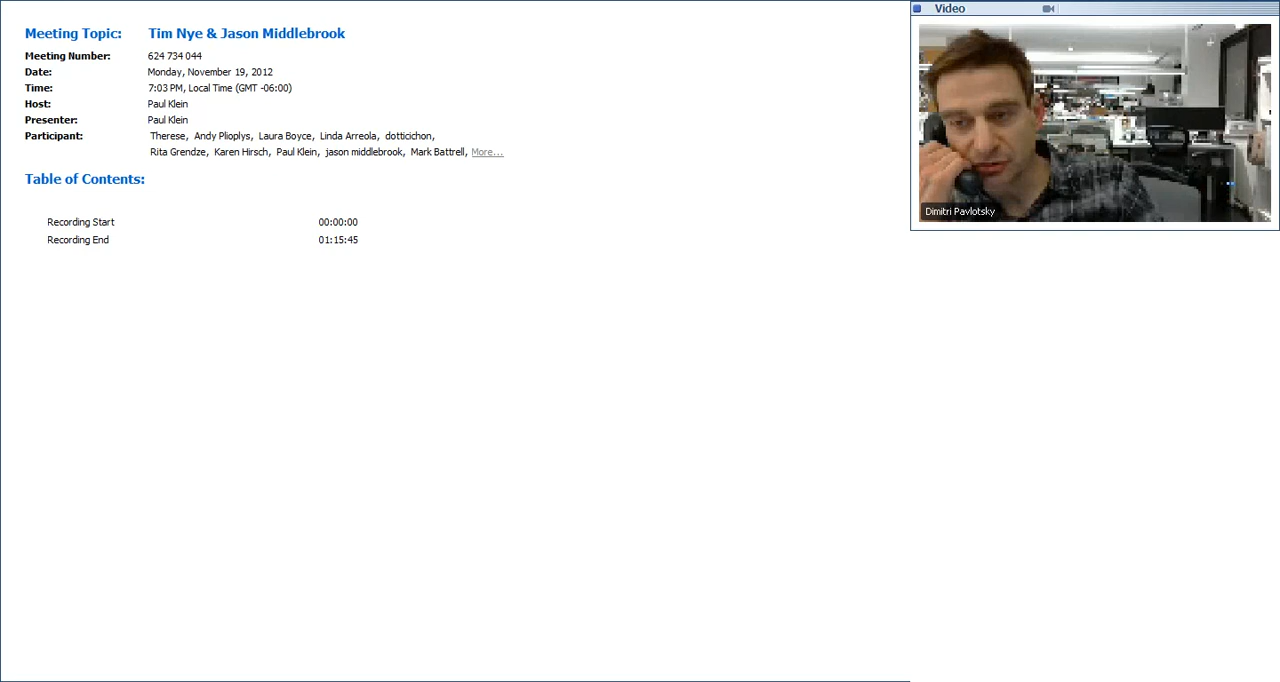 Meeting Topic: Tim Nye & Jason Middlebrook
Meeting Number: 624 734 044
Date: Monday, November 19, 2012
Time: 7:03 PM, Local Time (GMT -06:00)
Host: Paul Klein
Presenter: Paul Klein
Participant: Therese, Andy Plioplys, Laura Boyce, Linda Arreola, dotticichon,
Rita Grendze, Karen Hirsch, Paul Klein, jason middlebrook, Mark Battrell, More...
Table of Contents:
Recording Start 00:00:00
Recording End 01:15:45
Video
Dimitri Pavlotsky